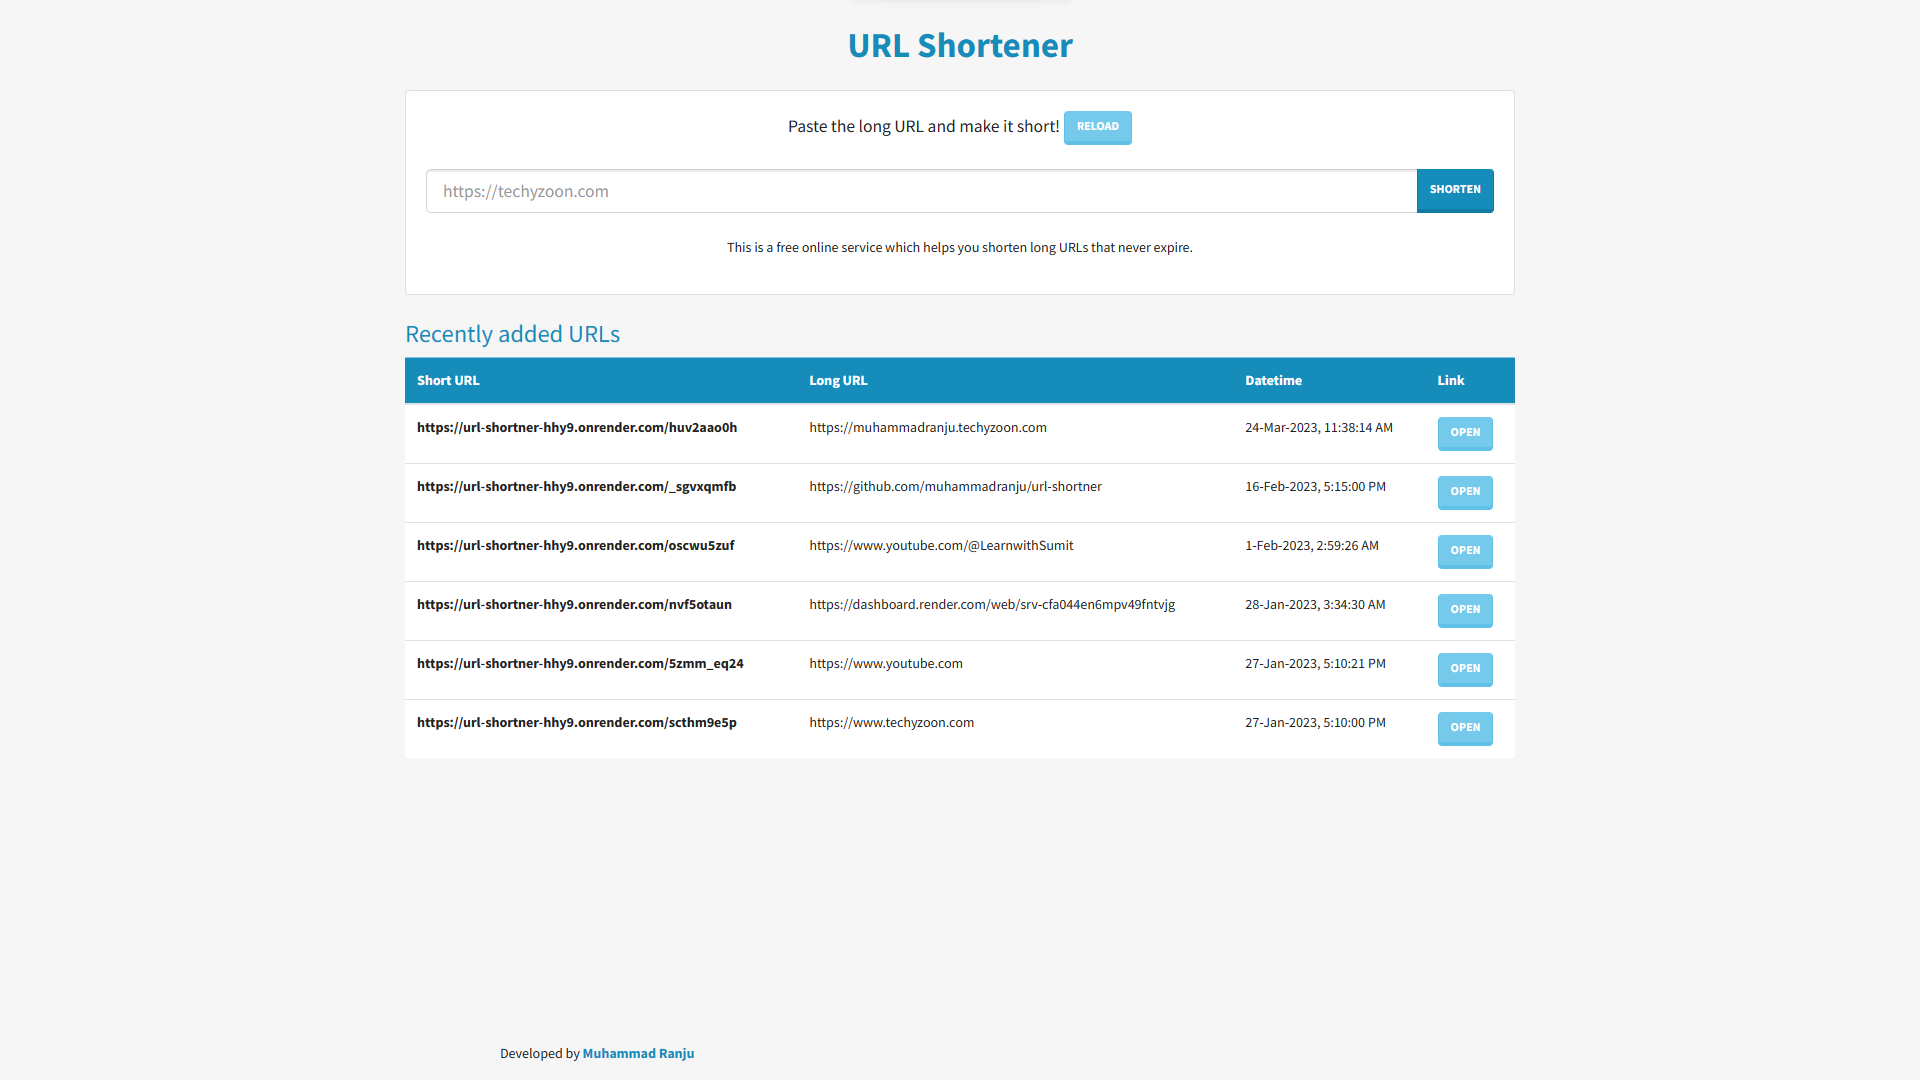 URL Shortener
Paste the long URL and make it short! RELOAD
https://techyzoon.com SHORTEN
This is a free online service which helps you shorten long URLs that never expire.
Recently added URLs
Short URL Long URL Datetime Link
https://url-shortner-hhy9.onrender.com/huv2aao0h https://muhammadranju.techyzoon.com 24-Mar-2023, 11:38:14 AM OPEN
https://url-shortner-hhy9.onrender.com/_sgvxqmfb https://github.com/muhammadranju/url-shortner 16-Feb-2023, 5:15:00 PM OPEN
https://url-shortner-hhy9.onrender.com/oscwu5zuf https://www.youtube.com/@LearnwithSumit 1-Feb-2023, 2:59:26 AM OPEN
https://url-shortner-hhy9.onrender.com/nvf5otaun https://dashboard.render.com/web/srv-cfa044en6mpv49fntvjg 28-Jan-2023, 3:34:30 AM OPEN
https://url-shortner-hhy9.onrender.com/5zmm_eq24 https://www.youtube.com 27-Jan-2023, 5:10:21 PM OPEN
https://url-shortner-hhy9.onrender.com/scthm9e5p https://www.techyzoon.com 27-Jan-2023, 5:10:00 PM OPEN
Developed by Muhammad Ranju